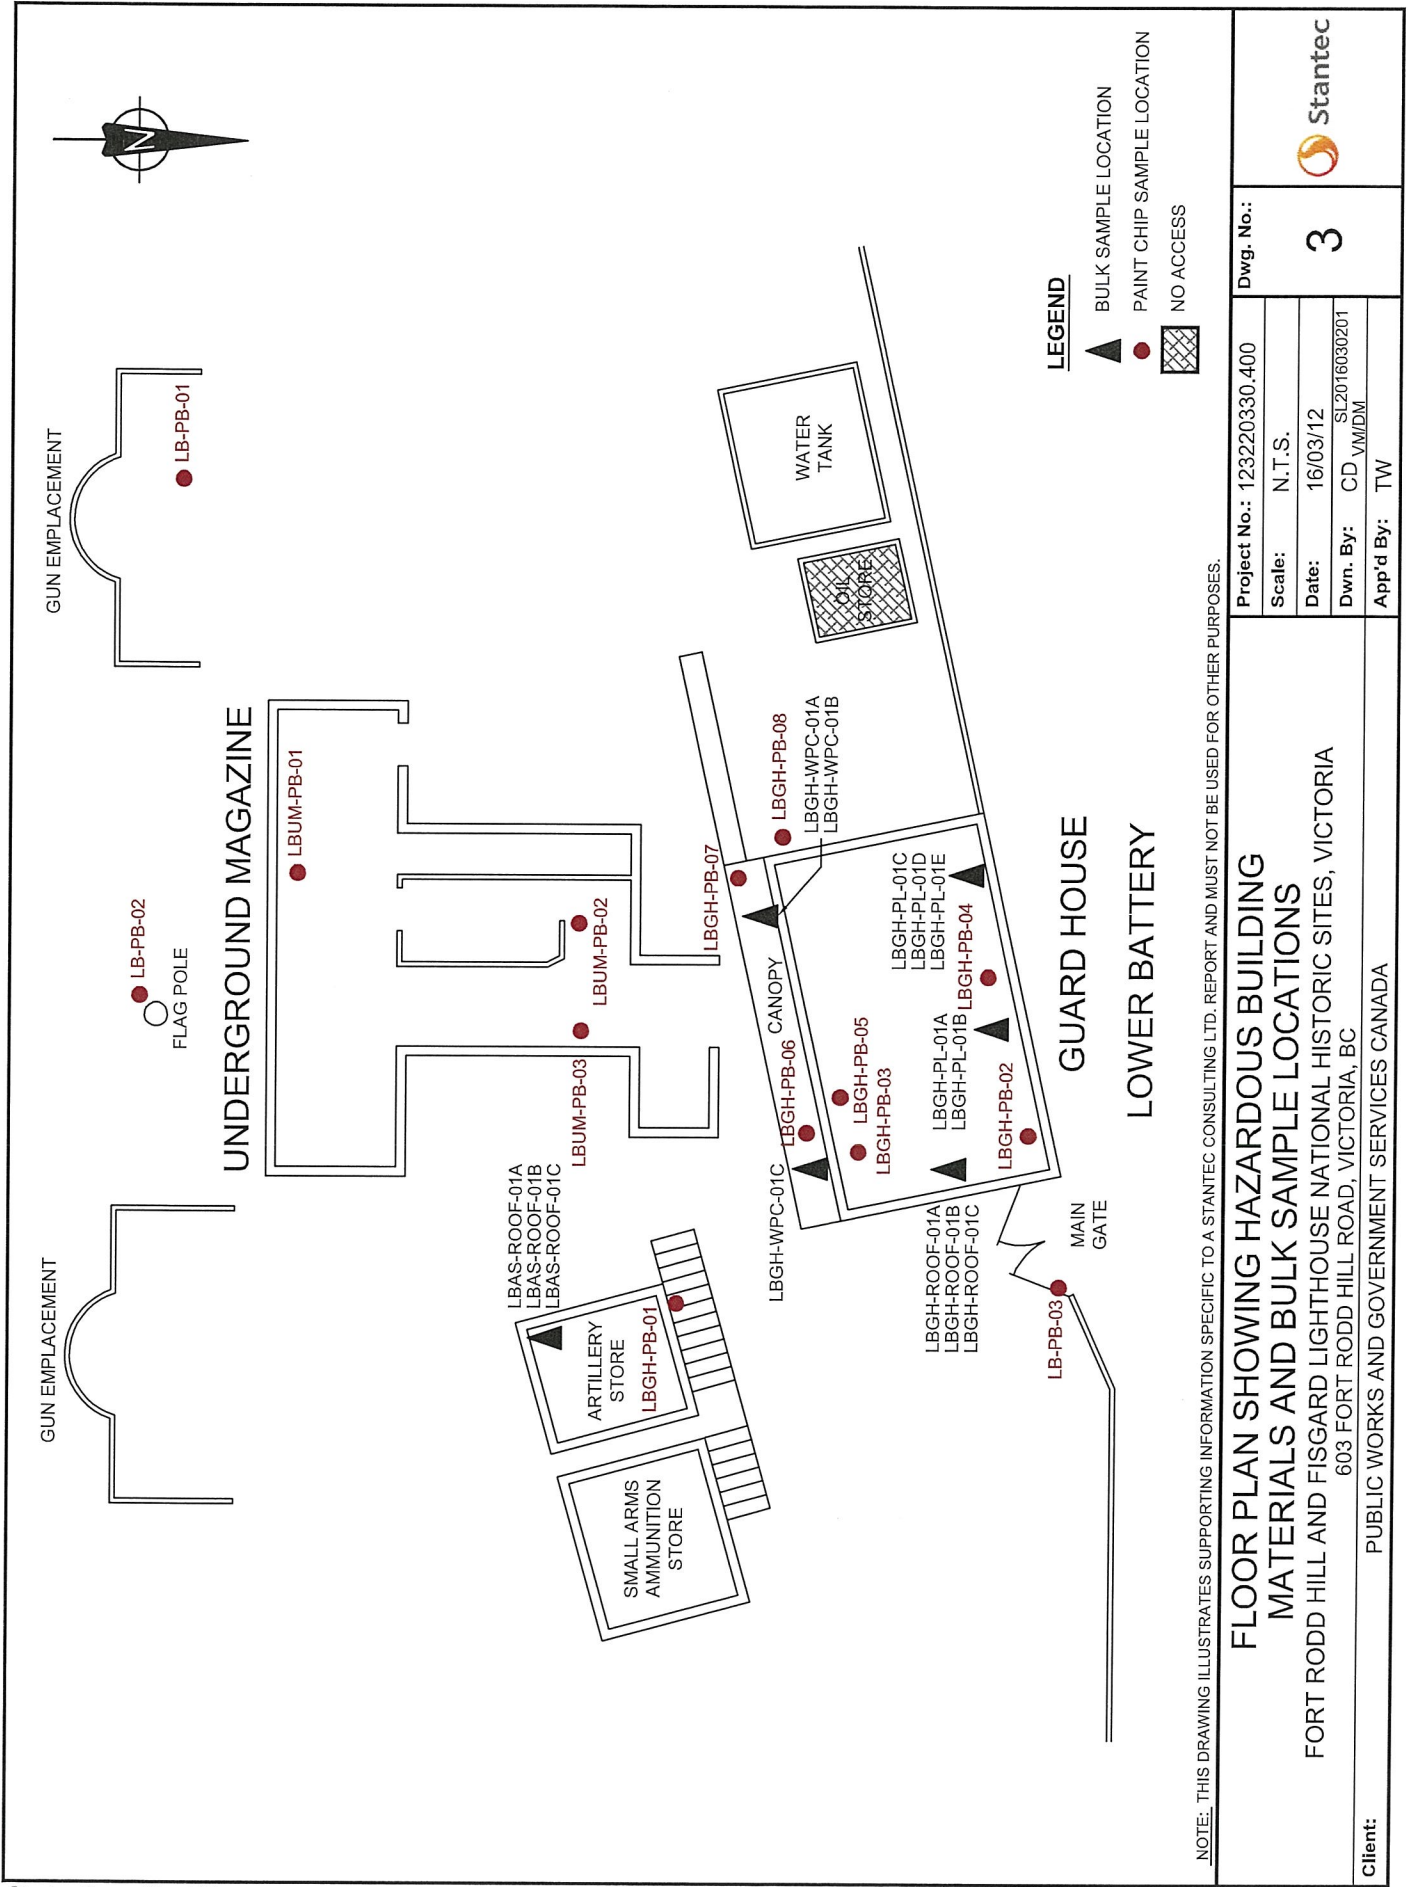 GUN EMPLACEMENT
GUN EMPLACEMENT
LB-PB-01
LB-PB-02
FLAG POLE
N
UNDERGROUND MAGAZINE
LBUM-PB-01
LBUM-PB-02
LBUM-PB-03
LBAS-ROOF-01A
LBAS-ROOF-01B
LBAS-ROOF-01C
ARTILLERY
STORE
LBGH-PB-01
SMALL ARMS
AMMUNITION
STORE
LBGH-PB-07
LBGH-PB-08
LBGH-WPC-01A
LBGH-WPC-01B
CANOPY
LBGH-PB-06
LBGH-WPC-01C
LBGH-PB-05
LBGH-PB-03
LBGH-PL-01C
LBGH-PL-01D
LBGH-PL-01E
LBGH-PB-04
LBGH-PL-01A
LBGH-PL-01B
LBGH-PB-02
LBGH-ROOF-01A
LBGH-ROOF-01B
LBGH-ROOF-01C
OIL
STORE
WATER
TANK
MAIN
GATE
LB-PB-03
GUARD HOUSE
LOWER BATTERY
LEGEND
BULK SAMPLE LOCATION
PAINT CHIP SAMPLE LOCATION
NO ACCESS
NOTE: THIS DRAWING ILLUSTRATES SUPPORTING INFORMATION SPECIFIC TO A STANTEC CONSULTING LTD. REPORT AND MUST NOT BE USED FOR OTHER PURPOSES.
FLOOR PLAN SHOWING HAZARDOUS BUILDING
MATERIALS AND BULK SAMPLE LOCATIONS
FORT RODD HILL AND FISGARD LIGHTHOUSE NATIONAL HISTORIC SITES, VICTORIA
603 FORT RODD HILL ROAD, VICTORIA, BC
Client: PUBLIC WORKS AND GOVERNMENT SERVICES CANADA
Project No.: 123220330.400
Scale: N.T.S.
Date: 16/03/12
Dwn. By: CD VM/DM SL2016030201
App'd By: TW
Dwg. No.:
3
Stantec